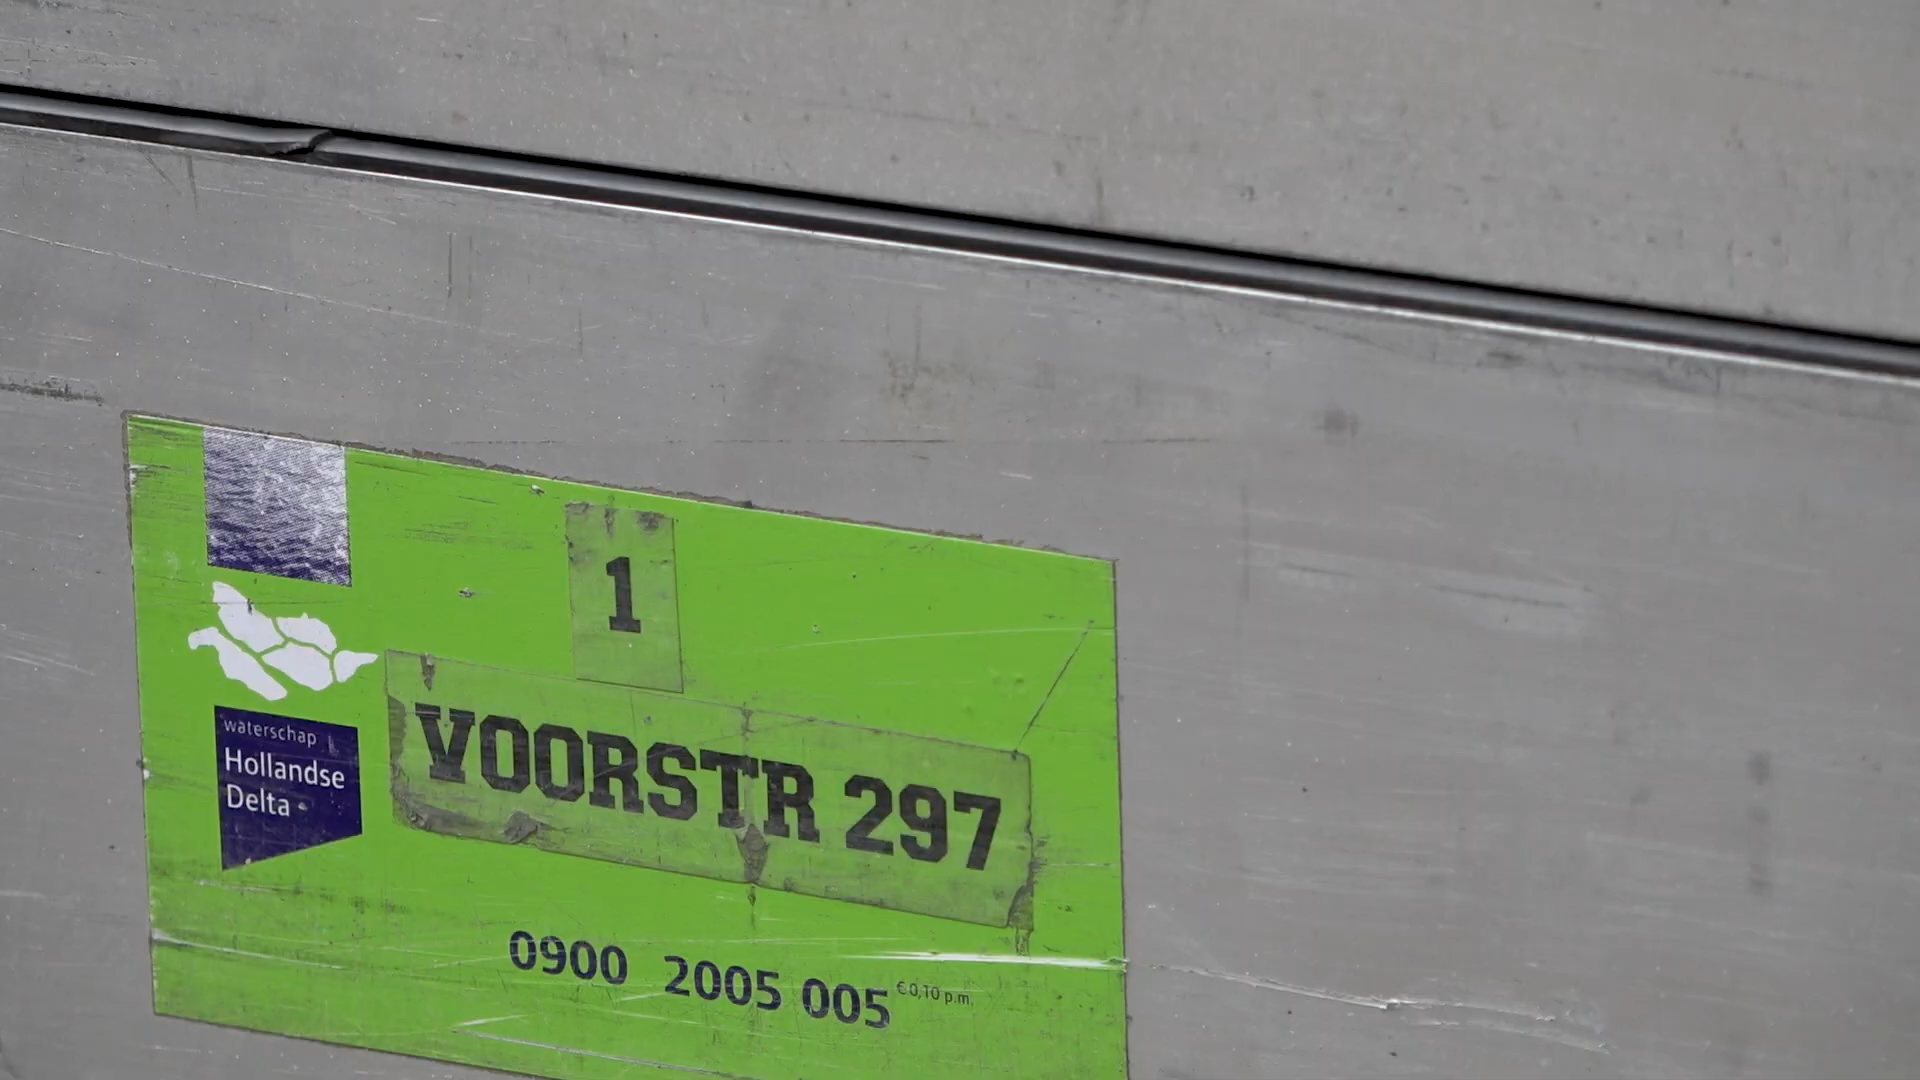 1
VOORSTR 297
waterschap
Hollandse
Delta
0900 2005 005 € 0,10 p.m.